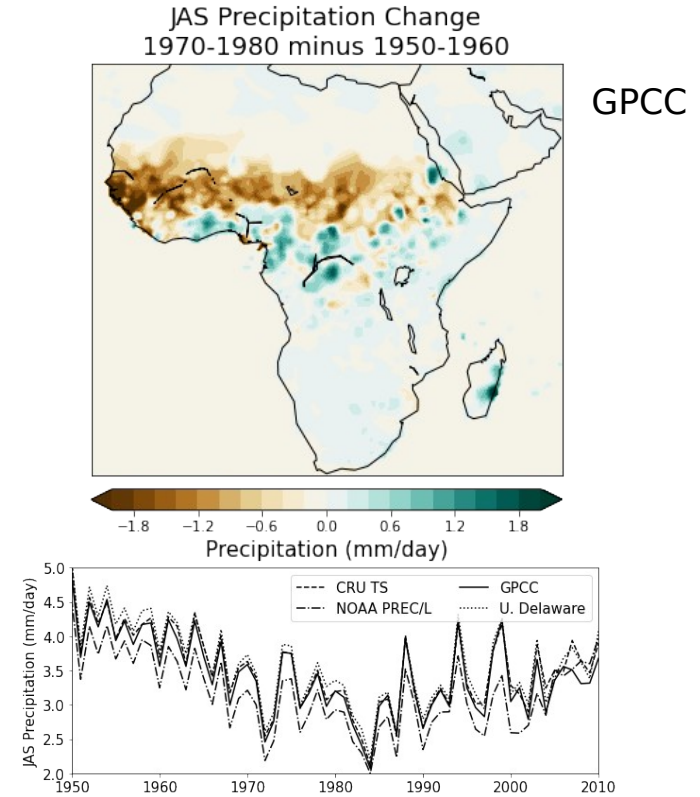 JAS Precipitation Change
1970-1980 minus 1950-1960
GPCC
−1.8 −1.2 −0.6 0.0 0.6 1.2 1.8
Precipitation (mm/day)
JAS Precipitation (mm/day)
5.0
4.5
4.0
3.5
3.0
2.5
2.0
CRU TS GPCC
NOAA PREC/L U. Delaware
1950 1960 1970 1980 1990 2000 2010